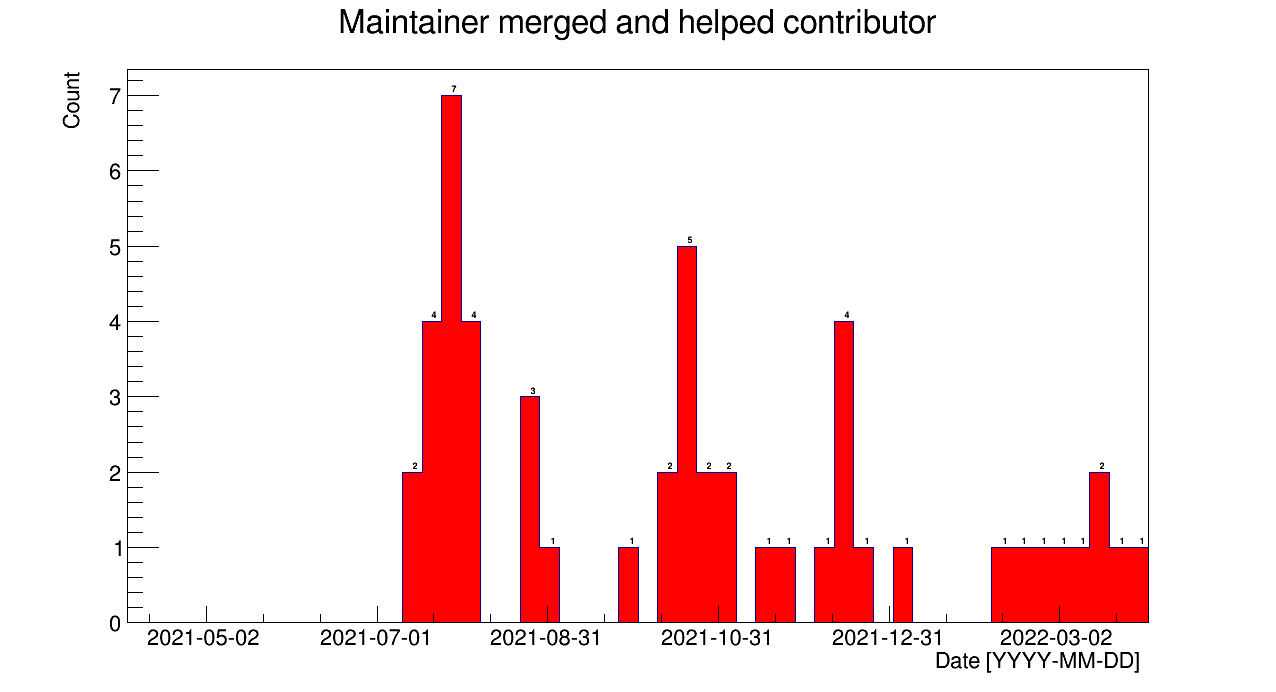 Maintainer merged and helped contributor
Count
7
6
5
4
3
2
1
0
2 4 7 4 3 1 1 2 5 2 2 1 1 1 4 1 1 1 1 1 1 1 2 1 1
2021-05-02 2021-07-01 2021-08-31 2021-10-31 2021-12-31 2022-03-02
Date [YYYY-MM-DD]